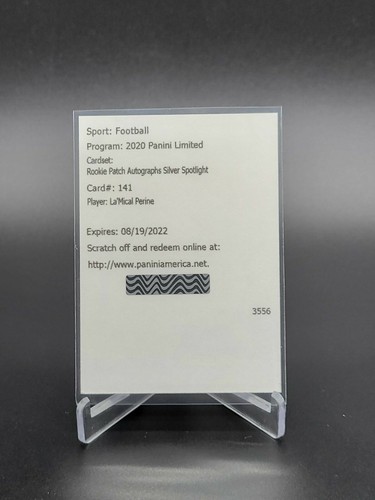 Sport: Football
Program: 2020 Panini Limited
Cardset:
Rookie Patch Autographs Silver Spotlight
Card#: 141
Player: La'Mical Perine
Expires: 08/19/2022
Scratch off and redeem online at:
http://www.paniniamerica.net.
3556